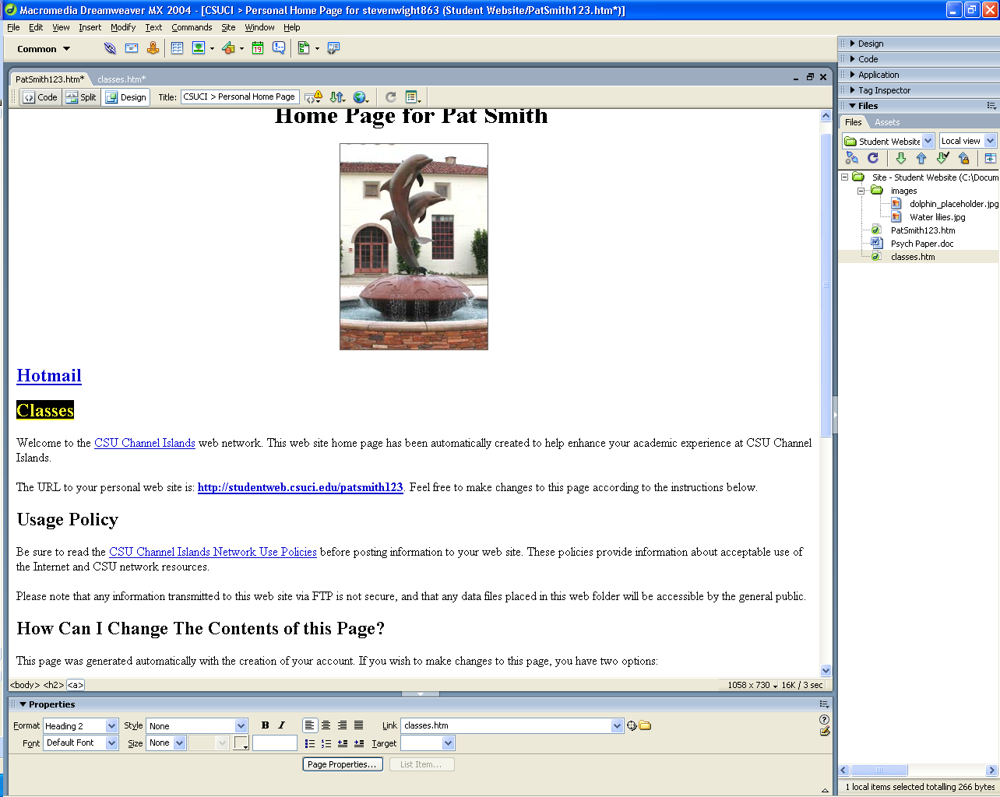 Macromedia Dreamweaver MX 2004 - [CSUCI > Personal Home Page for stevenwight863 (Student Website/PatSmith123.htm*)]
File Edit View Insert Modify Text Commands Site Window Help
Common
19
PatSmith123.htm* classes.htm*
Code Split Design Title: CSUCI > Personal Home Page
Home Page for Pat Smith
Hotmail
Classes
Welcome to the CSU Channel Islands web network. This web site home page has been automatically created to help enhance your academic experience at CSU Channel
Islands.
The URL to your personal web site is: http://studentweb.csuci.edu/patsmith123. Feel free to make changes to this page according to the instructions below.
Usage Policy
Be sure to read the CSU Channel Islands Network Use Policies before posting information to your web site. These policies provide information about acceptable use of
the Internet and CSU network resources.
Please note that any information transmitted to this web site via FTP is not secure, and that any data files placed in this web folder will be accessible by the general public.
How Can I Change The Contents of this Page?
This page was generated automatically with the creation of your account. If you wish to make changes to this page, you have two options:
<body> <h2> <a> 1058 x 730 16K / 3 sec
Properties
Format Heading 2 Style None B I Link classes.htm
Font Default Font Size None Target
Page Properties... List Item...
Design
Code
Application
Tag Inspector
Files
Files Assets
Student Website Local view
Site - Student Website (C:\Docum
images
dolphin_placeholder.jpg
Water lilies.jpg
PatSmith123.htm
Psych Paper.doc
classes.htm
1 local items selected totalling 266 bytes